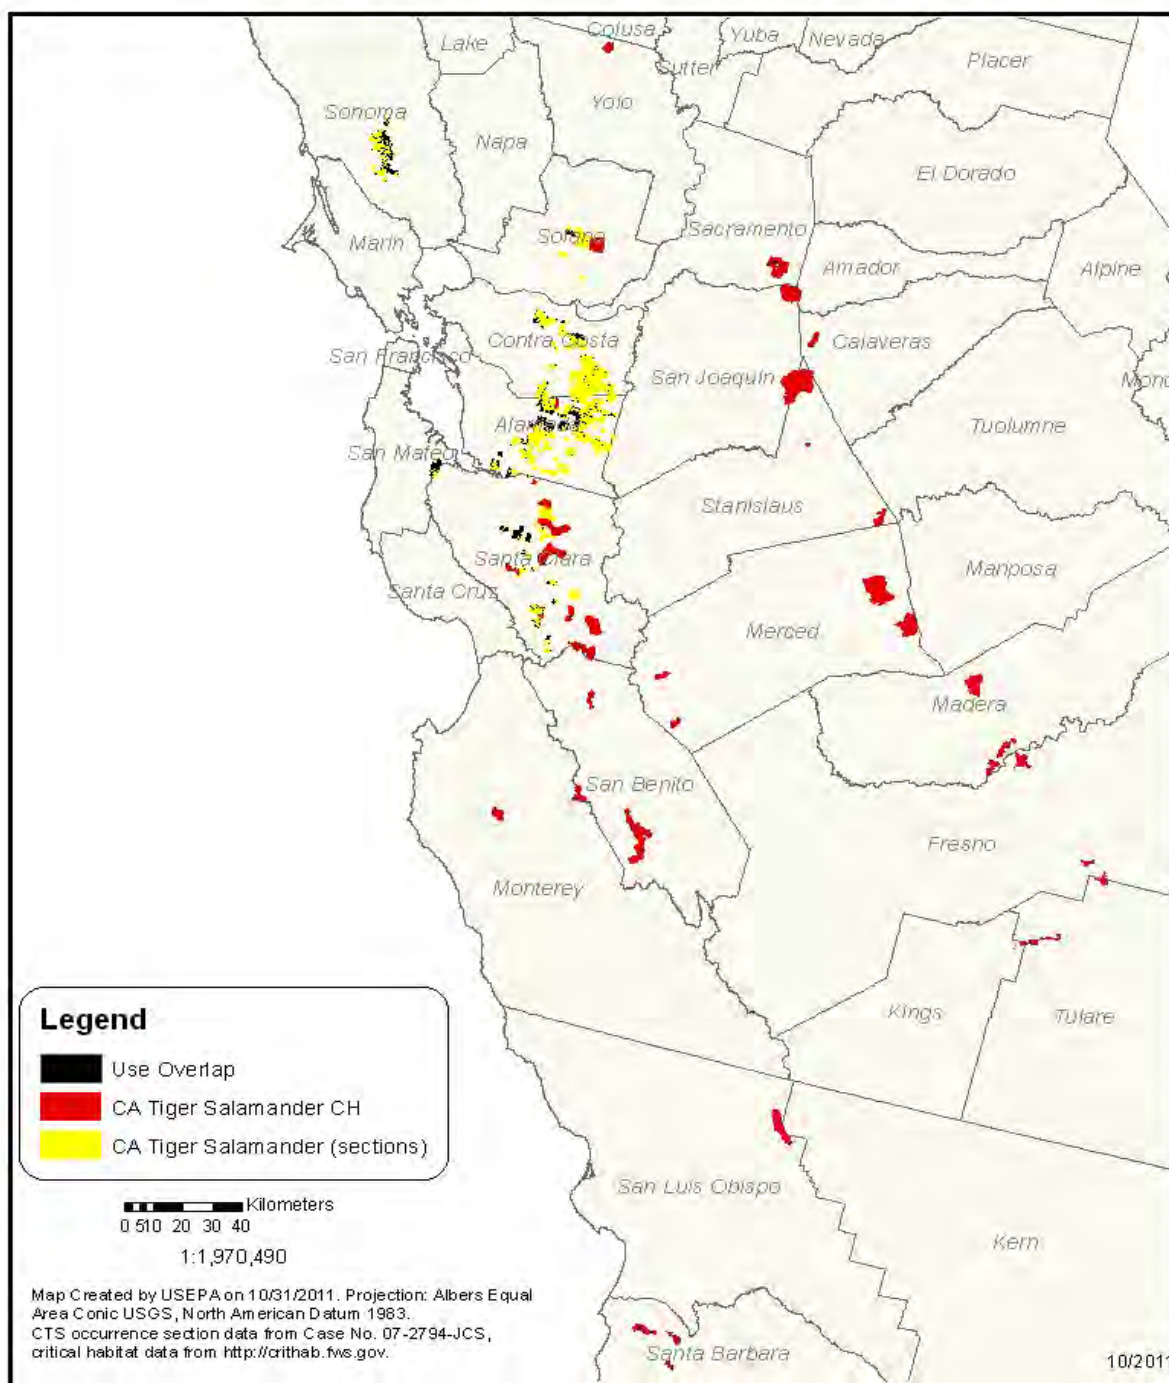 Colusa
Yuba
Nevada
Lake
Sutter
Placer
Yolo
Sonoma
Napa
El Dorado
Solano
Sacramento
Marin
Amador
Alpine
Contra Costa
Calaveras
San Francisco
San Joaquin
Mono
Alameda
Tuolumne
San Mateo
Stanislaus
Santa Clara
Mariposa
Santa Cruz
Merced
Madera
San Benito
Fresno
Monterey
Kings
Tulare
Legend
Use Overlap
CA Tiger Salamander CH
CA Tiger Salamander (sections)
San Luis Obispo
Kilometers
0 510 20 30 40
1:1,970,490
Kern
Map Created by USEPA on 10/31/2011. Projection: Albers Equal
Area Conic USGS, North American Datum 1983.
CTS occurrence section data from Case No. 07-2794-JCS,
critical habitat data from http://crithab.fws.gov.
Santa Barbara
10/2011